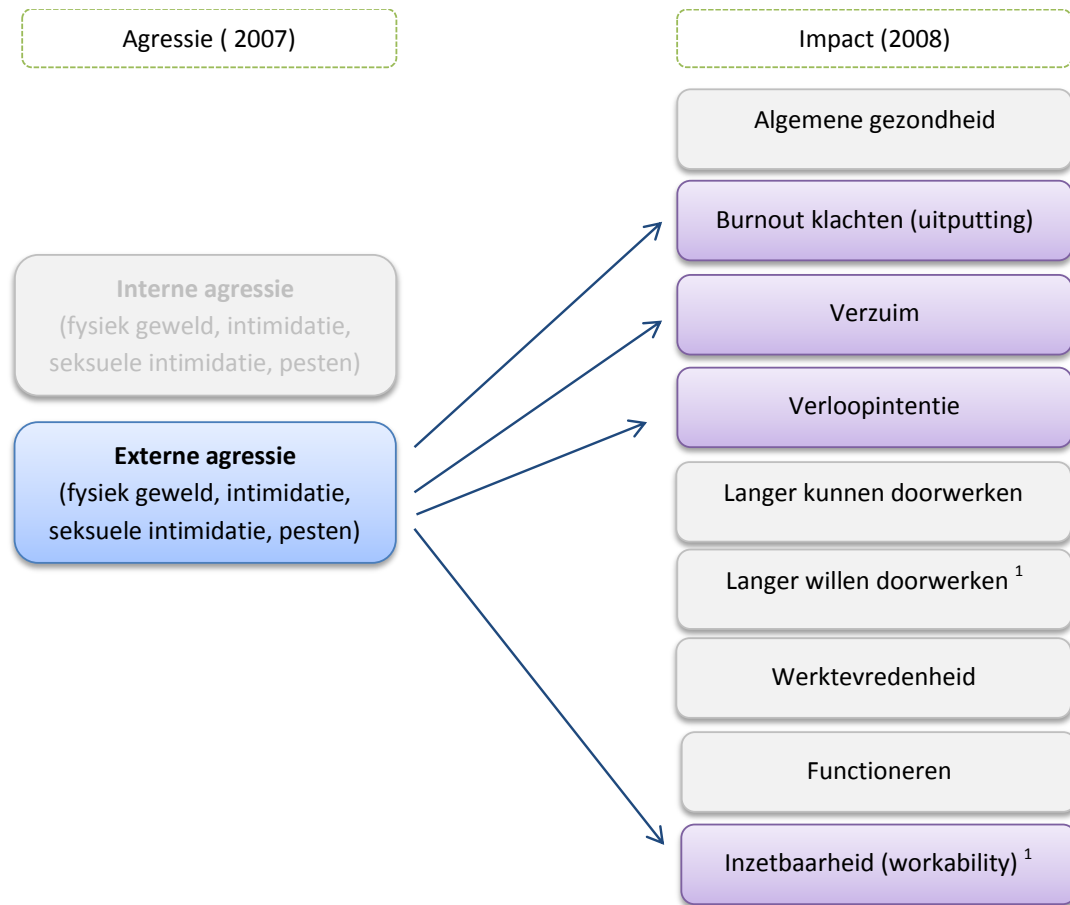 Agressie ( 2007)
Impact (2008)
Algemene gezondheid
Burnout klachten (uitputting)
Interne agressie
(fysiek geweld, intimidatie,
seksuele intimidatie, pesten)
Verzuim
Verloopintentie
Externe agressie
(fysiek geweld, intimidatie,
seksuele intimidatie, pesten)
Langer kunnen doorwerken
Langer willen doorwerken 1
Werktevredenheid
Functioneren
Inzetbaarheid (workability) 1